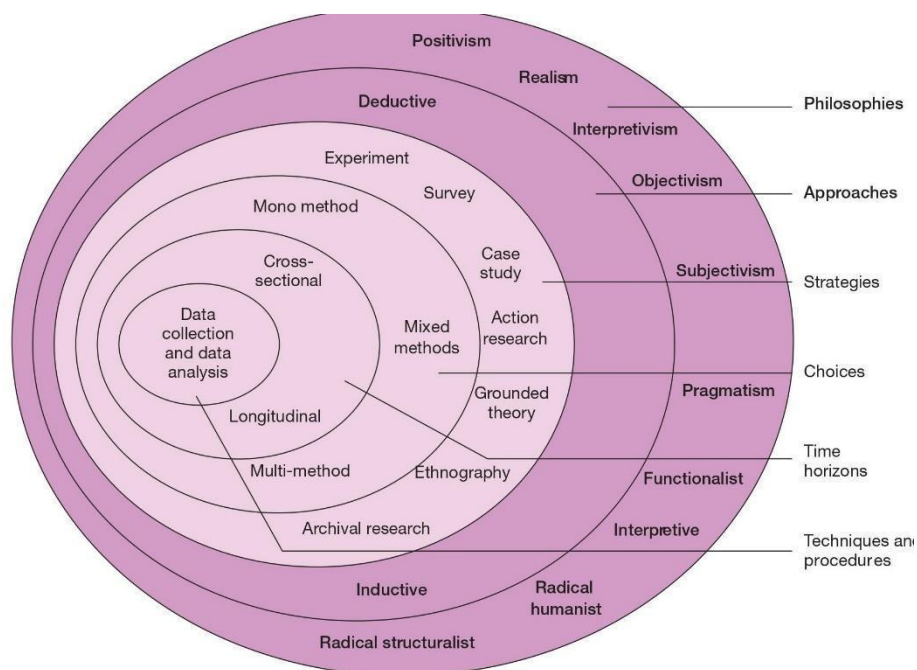 Positivism
Realism
Philosophies
Deductive
Interpretivism
Experiment
Objectivism
Survey
Approaches
Mono method
Case
study
Cross-
sectional
Subjectivism
Strategies
Data
collection
and data
analysis
Mixed
methods
Action
research
Choices
Grounded
theory
Pragmatism
Longitudinal
Time
horizons
Multi-method
Ethnography
Functionalist
Archival research
Interpretive
Techniques and
procedures
Inductive
Radical
humanist
Radical structuralist